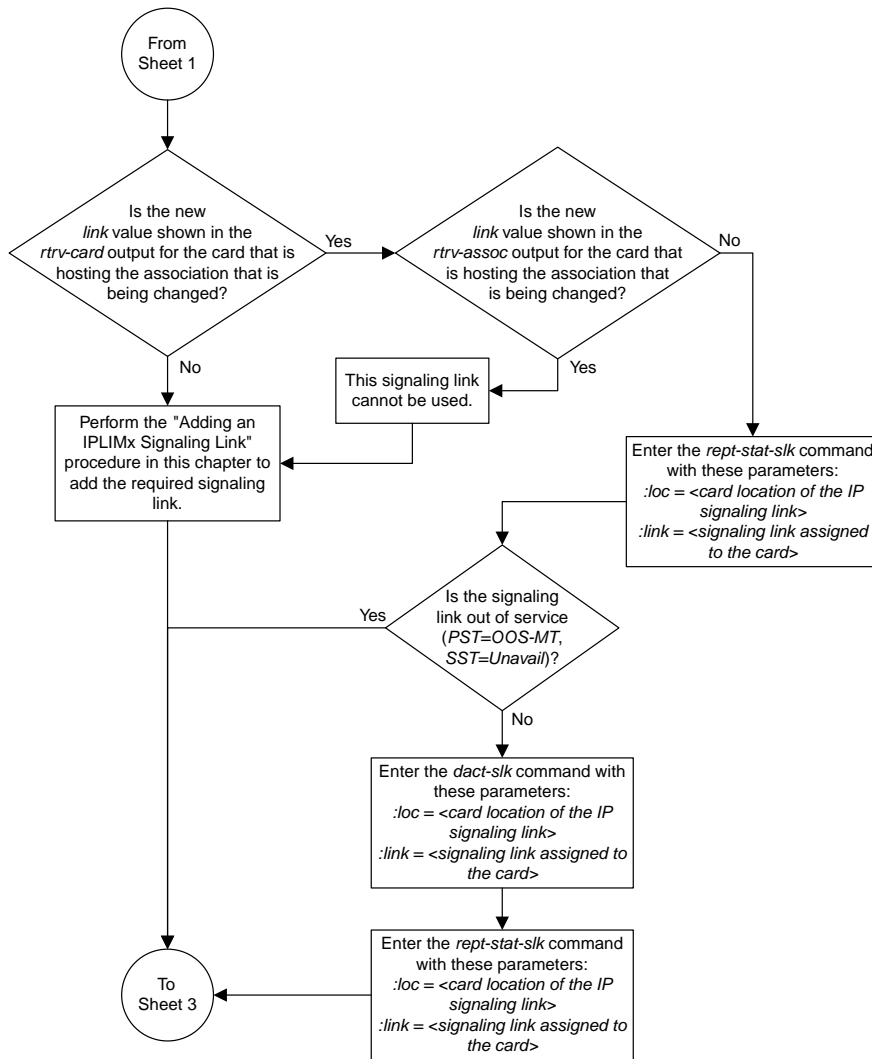 From
Sheet 1
Is the new
link value shown in the
rtrv-card output for the card that is
hosting the association that is
being changed?
Yes
No
Is the new
link value shown in the
rtrv-assoc output for the card that
is hosting the association that
is being changed?
No
Yes
This signaling link
cannot be used.
Perform the "Adding an
IPLIMx Signaling Link"
procedure in this chapter to
add the required signaling
link.
Enter the rept-stat-slk command
with these parameters:
:loc = <card location of the IP
signaling link>
:link = <signaling link assigned
to the card>
Is the signaling
link out of service
(PST=OOS-MT,
SST=Unavail)?
Yes
No
Enter the dact-slk command with
these parameters:
:loc = <card location of the IP
signaling link>
:link = <signaling link assigned to
the card>
Enter the rept-stat-slk command
with these parameters:
:loc = <card location of the IP
signaling link>
:link = <signaling link assigned to
the card>
To
Sheet 3